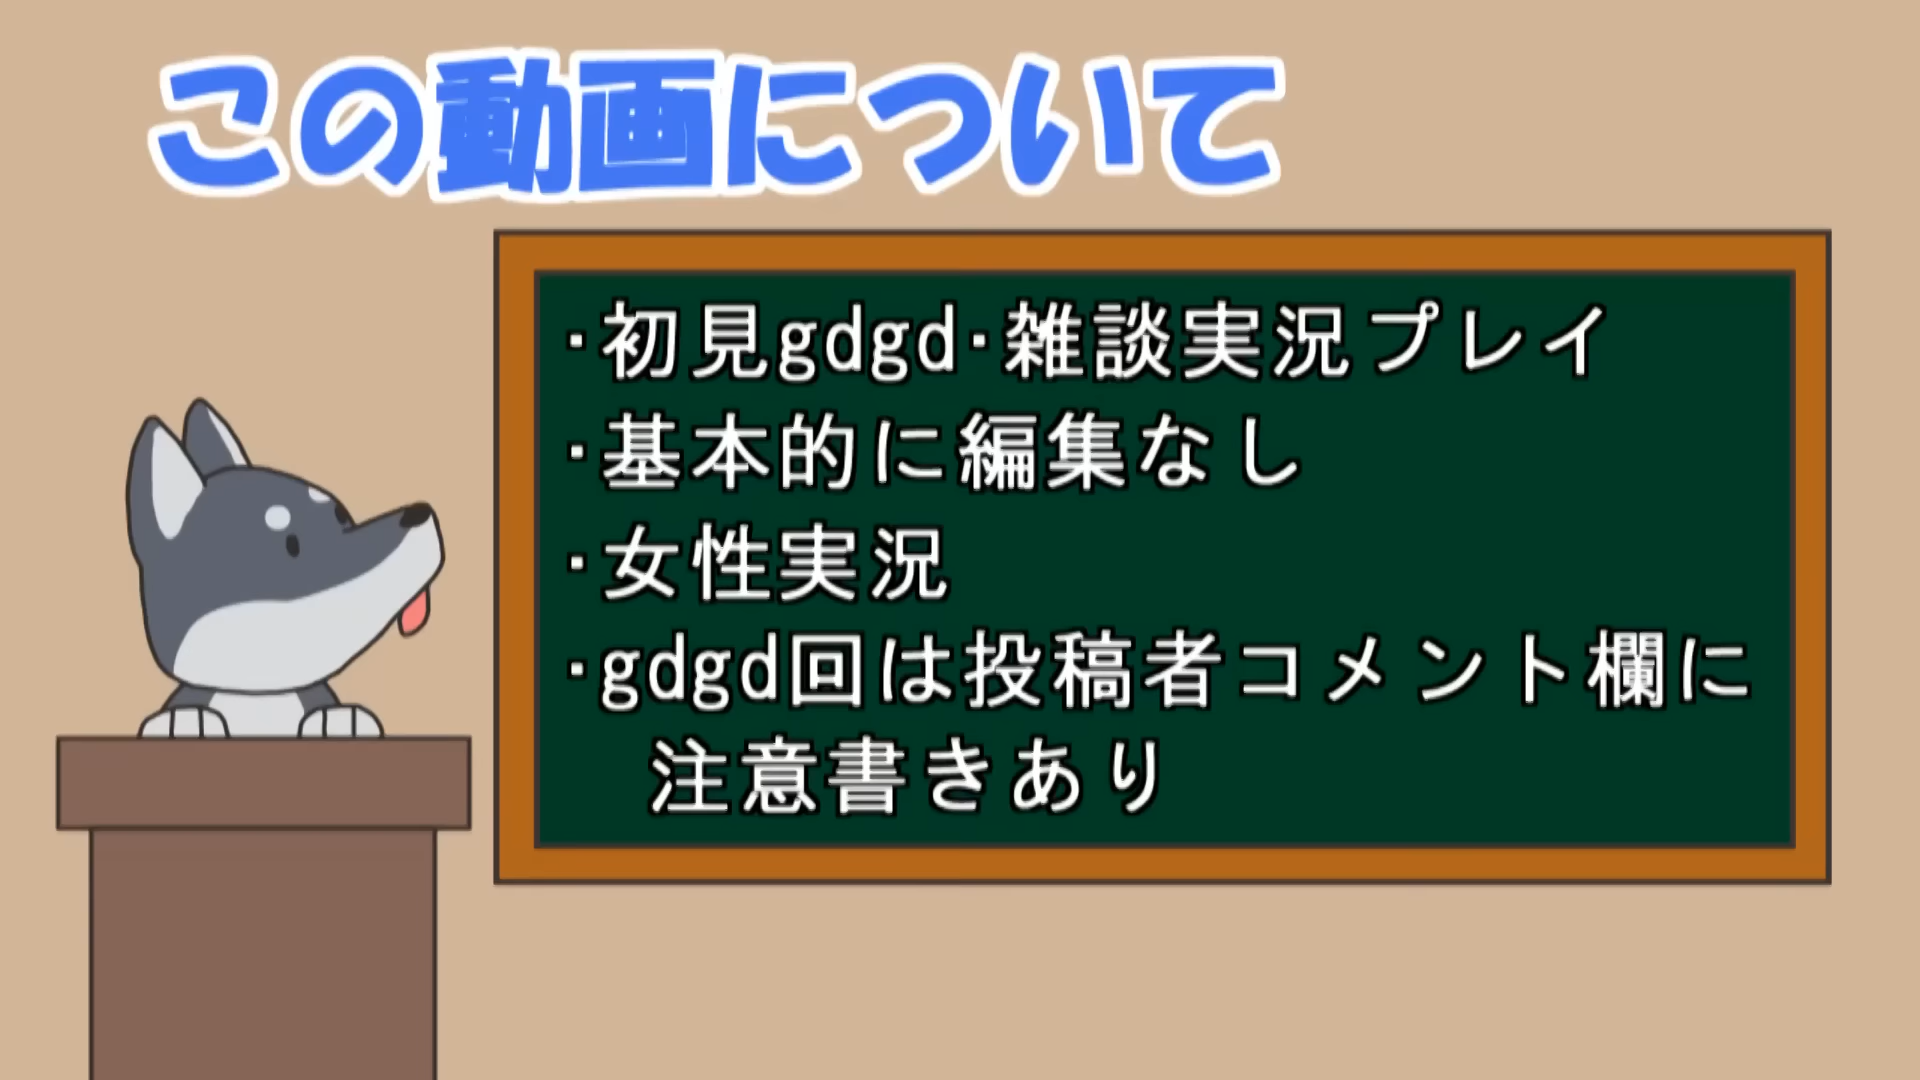 この動画について
・初見gdgd・雑談実況プレイ
・基本的に編集なし
・女性実況
・gdgd回は投稿者コメント欄に
注意書きあり